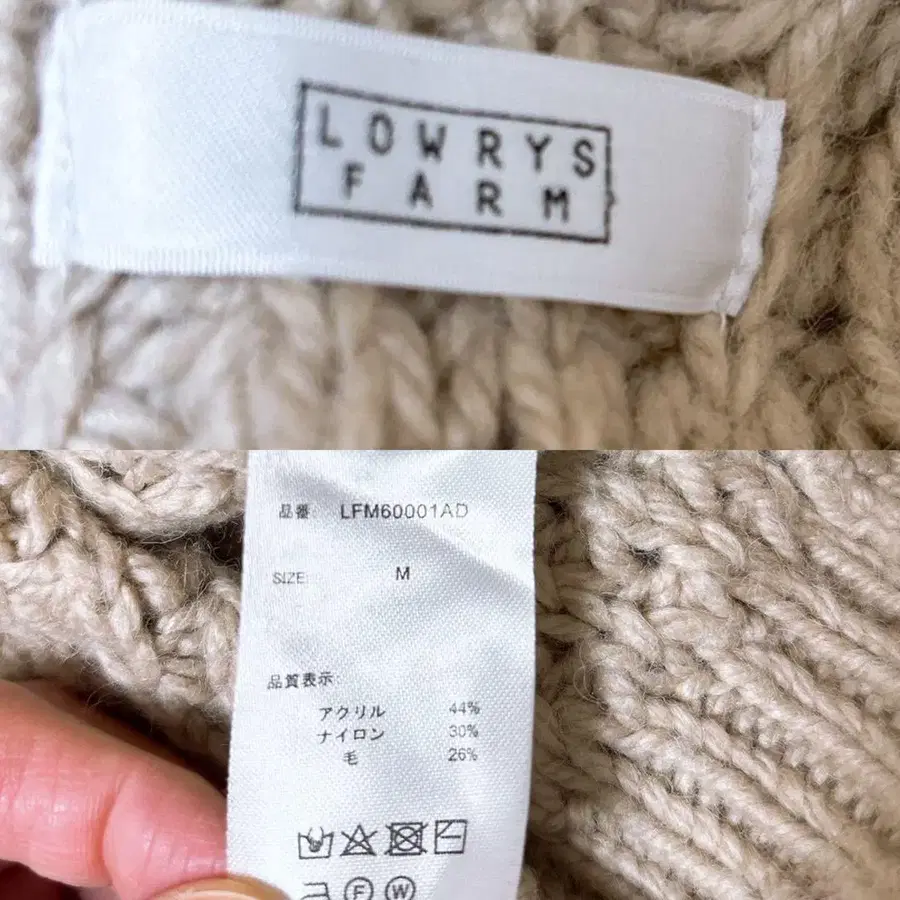 LOWRYS
FARM
品番 LFM60001AD
SIZE: M
品質表示:
アクリル 44%
ナイロン 30%
毛 26%
F W